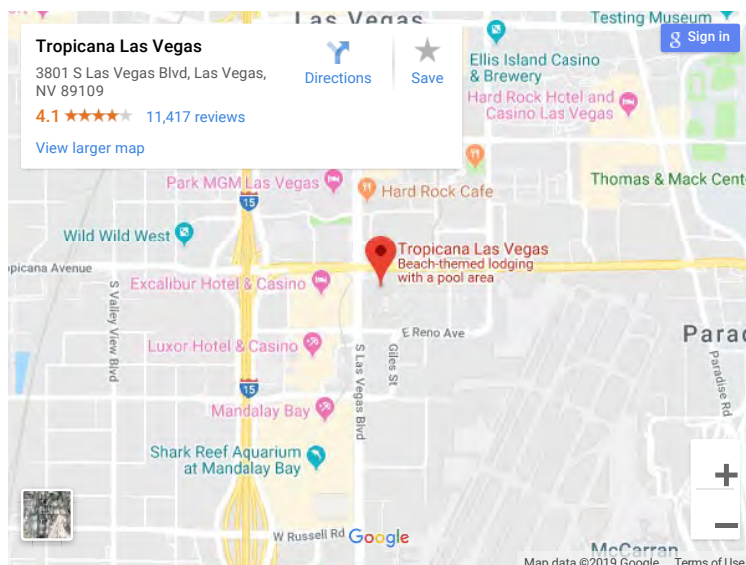 Las Vegas
Testing Museum
Tropicana Las Vegas
3801 S Las Vegas Blvd, Las Vegas,
NV 89109
4.1
11,417 reviews
View larger map
Directions
Save
g Sign in
Ellis Island Casino
& Brewery
Hard Rock Hotel and
Casino Las Vegas
Park MGM Las Vegas
Hard Rock Cafe
Thomas & Mack Cent
15
Wild Wild West
Tropicana Las Vegas
Beach-themed lodging
with a pool area
opicana Avenue
Excalibur Hotel & Casino
S Valley View Blvd
E Reno Ave
Parad
Luxor Hotel & Casino
S Las Vegas Blvd
Giles St
Paradise Rd
15
Mandalay Bay
Shark Reef Aquarium
at Mandalay Bay
+
−
W Russell Rd
Google
McCarran
Map data ©2019 Google
Terms of Use